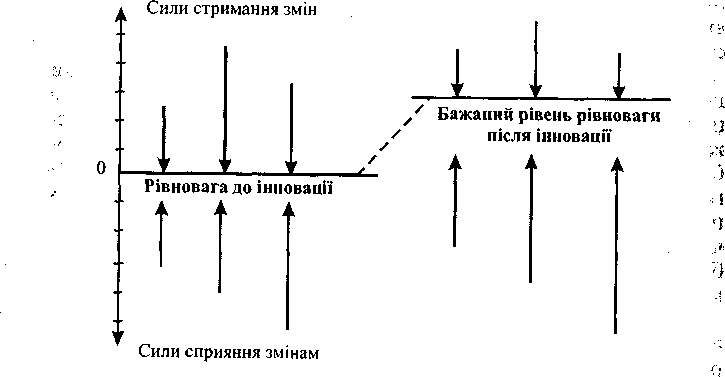 Сили стримання змін
Бажаний рівень рівноваги
після інновації
0
Рівновага до інновації
Сили сприяння змінам